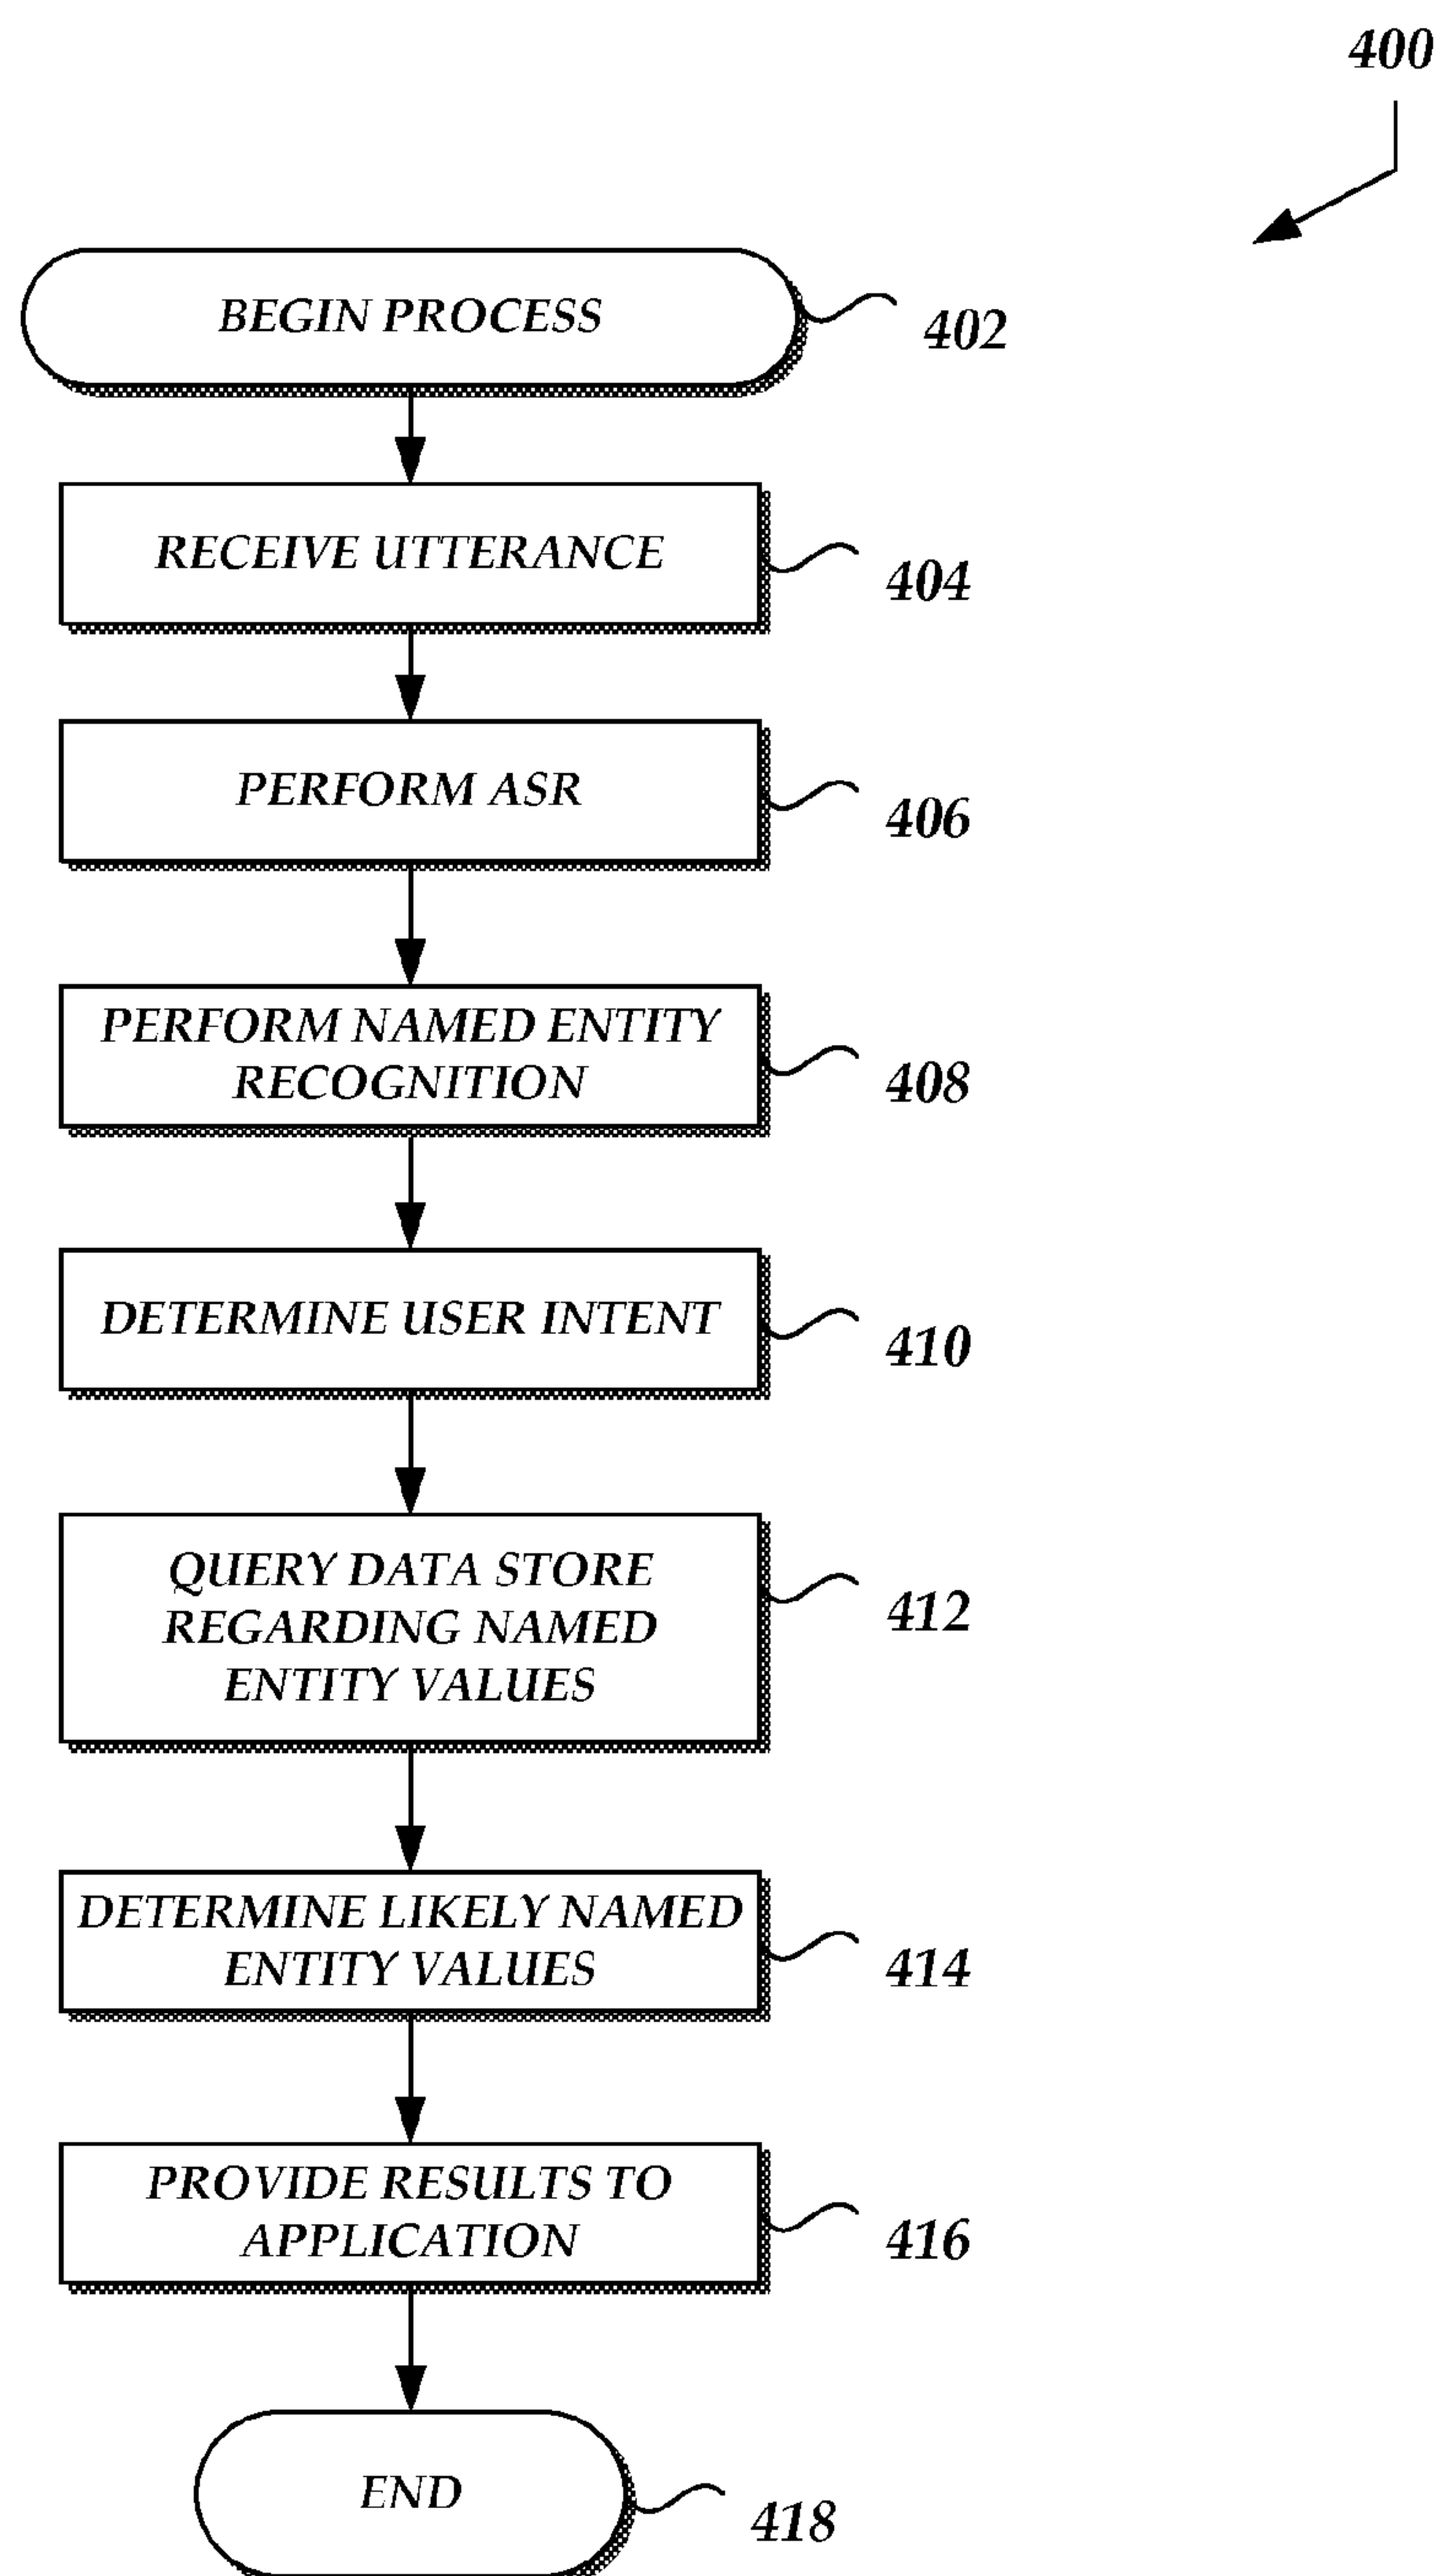 400
BEGIN PROCESS
402
RECEIVE UTTERANCE
404
PERFORM ASR
406
PERFORM NAMED ENTITY
RECOGNITION
408
DETERMINE USER INTENT
410
QUERY DATA STORE
REGARDING NAMED
ENTITY VALUES
412
DETERMINE LIKELY NAMED
ENTITY VALUES
414
PROVIDE RESULTS TO
APPLICATION
416
END
418